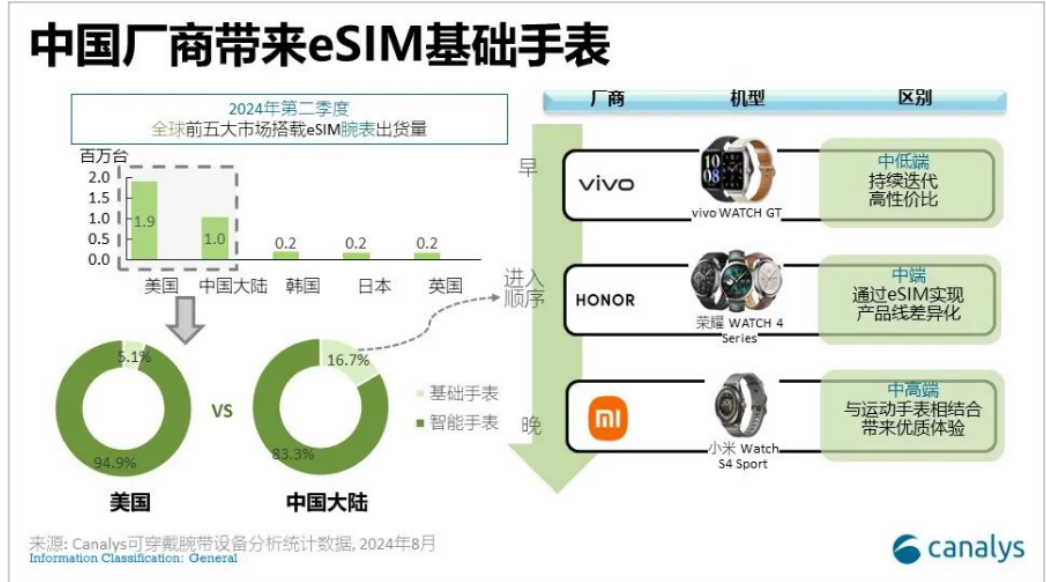 中国厂商带来eSIM基础手表
2024年第二季度
全球前五大市场搭载eSIM腕表出货量
百万台
2.0
1.5
1.0
0.5
0.0
1.9
1.0
0.2
0.2
0.2
美国
中国大陆
韩国
日本
英国
5.1%
94.9%
美国
VS
16.7%
83.3%
中国大陆
基础手表
智能手表
厂商
机型
区别
早
进入
顺序
晚
vivo
vivo WATCH GT
中低端
持续迭代
高性价比
HONOR
荣耀 WATCH 4
Series
中端
通过eSIM实现
产品线差异化
小米 Watch
S4 Sport
中高端
与运动手表相结合
带来优质体验
来源: Canalys可穿戴腕带设备分析统计数据, 2024年8月
Information Classification: General
canalys